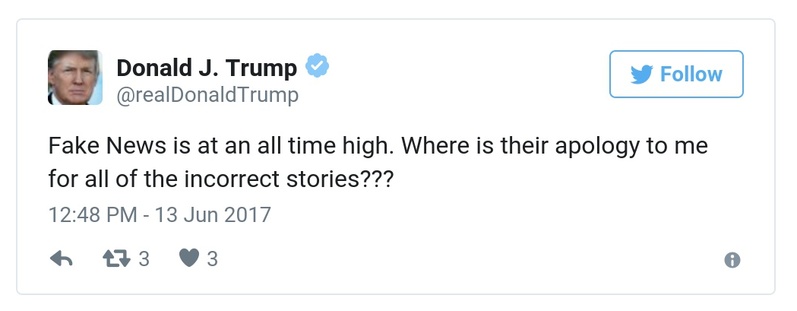 Donald J. Trump
@realDonaldTrump
Follow
Fake News is at an all time high. Where is their apology to me
for all of the incorrect stories???
12:48 PM - 13 Jun 2017
3 3